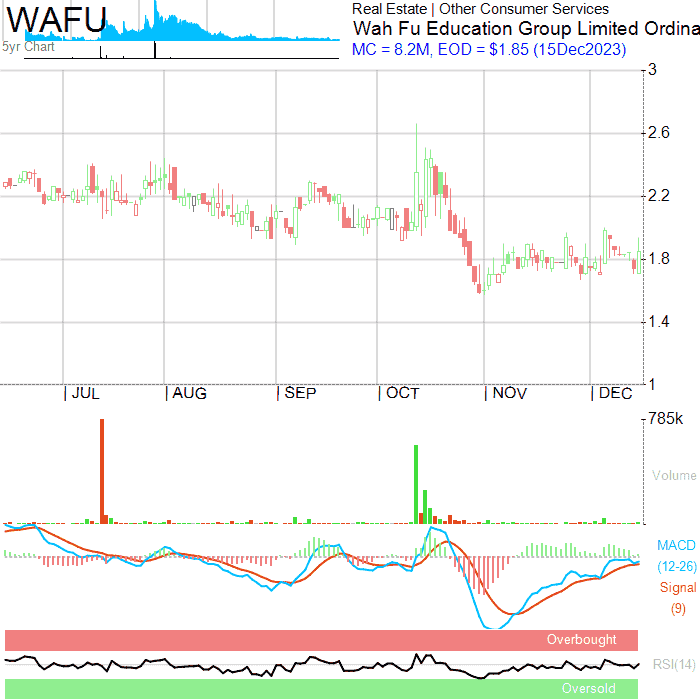 WAFU
5yr Chart
Real Estate | Other Consumer Services
Wah Fu Education Group Limited Ordina
MC = 8.2M, EOD = $1.85 (15Dec2023)
3
2.6
2.2
1.8
1.4
1
JUL AUG SEP OCT NOV DEC
785k
Volume
MACD
(12-26)
Signal
(9)
Overbought
RSI(14)
Oversold